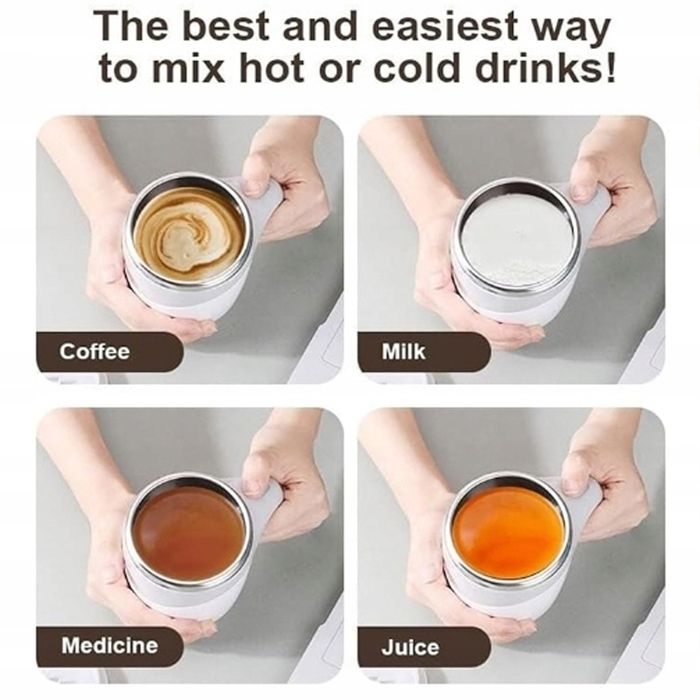 The best and easiest way
to mix hot or cold drinks!
Coffee
Milk
Medicine
Juice